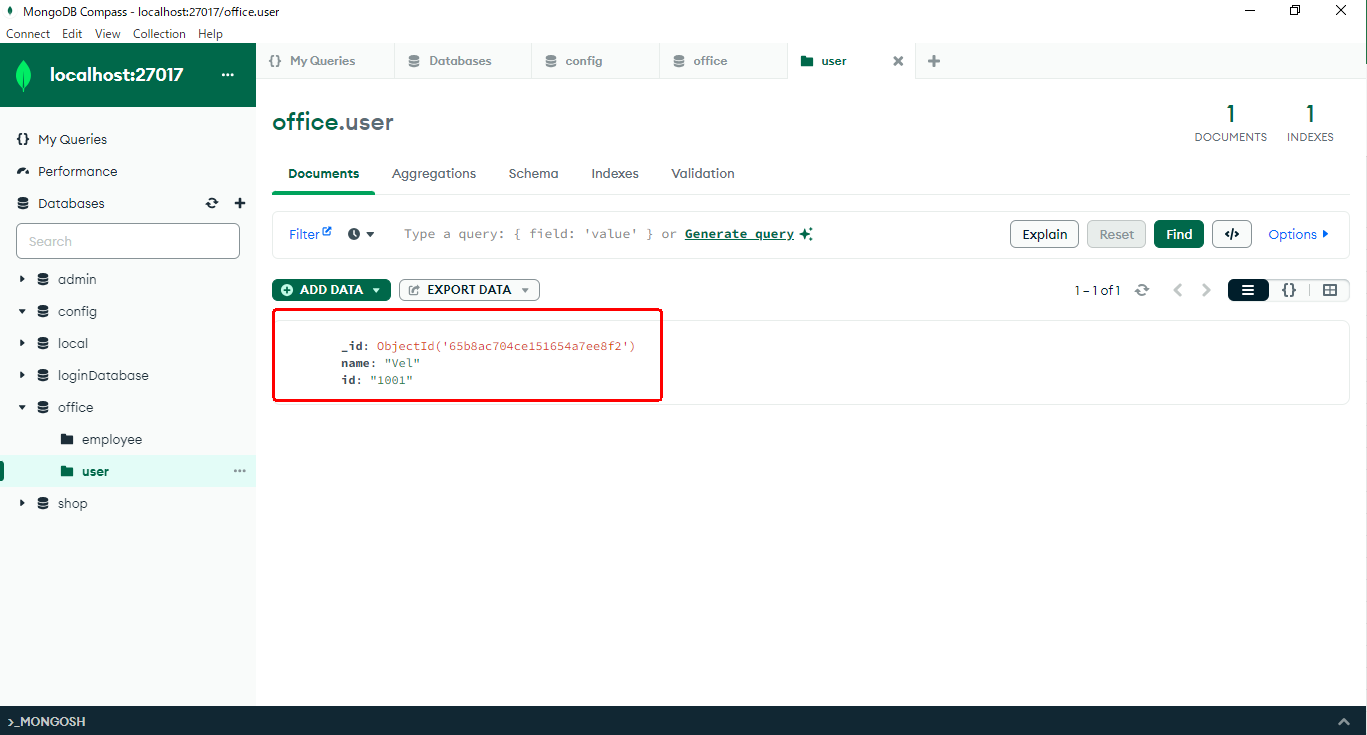 MongoDB Compass - localhost:27017/office.user
Connect Edit View Collection Help
localhost:27017 ...
{} My Queries
Performance
Databases
Search
admin
config
local
loginDatabase
office
employee
user ...
shop
{} My Queries Databases config office user
office.user
1 DOCUMENTS
1 INDEXES
Documents Aggregations Schema Indexes Validation
Filter Type a query: { field: 'value' } or Generate query Explain Reset Find </> Options
ADD DATA EXPORT DATA 1 – 1 of 1 {}
_id: ObjectId('65b8ac704ce151654a7ee8f2')
name: "Vel"
id: "1001"
>_MONGOSH